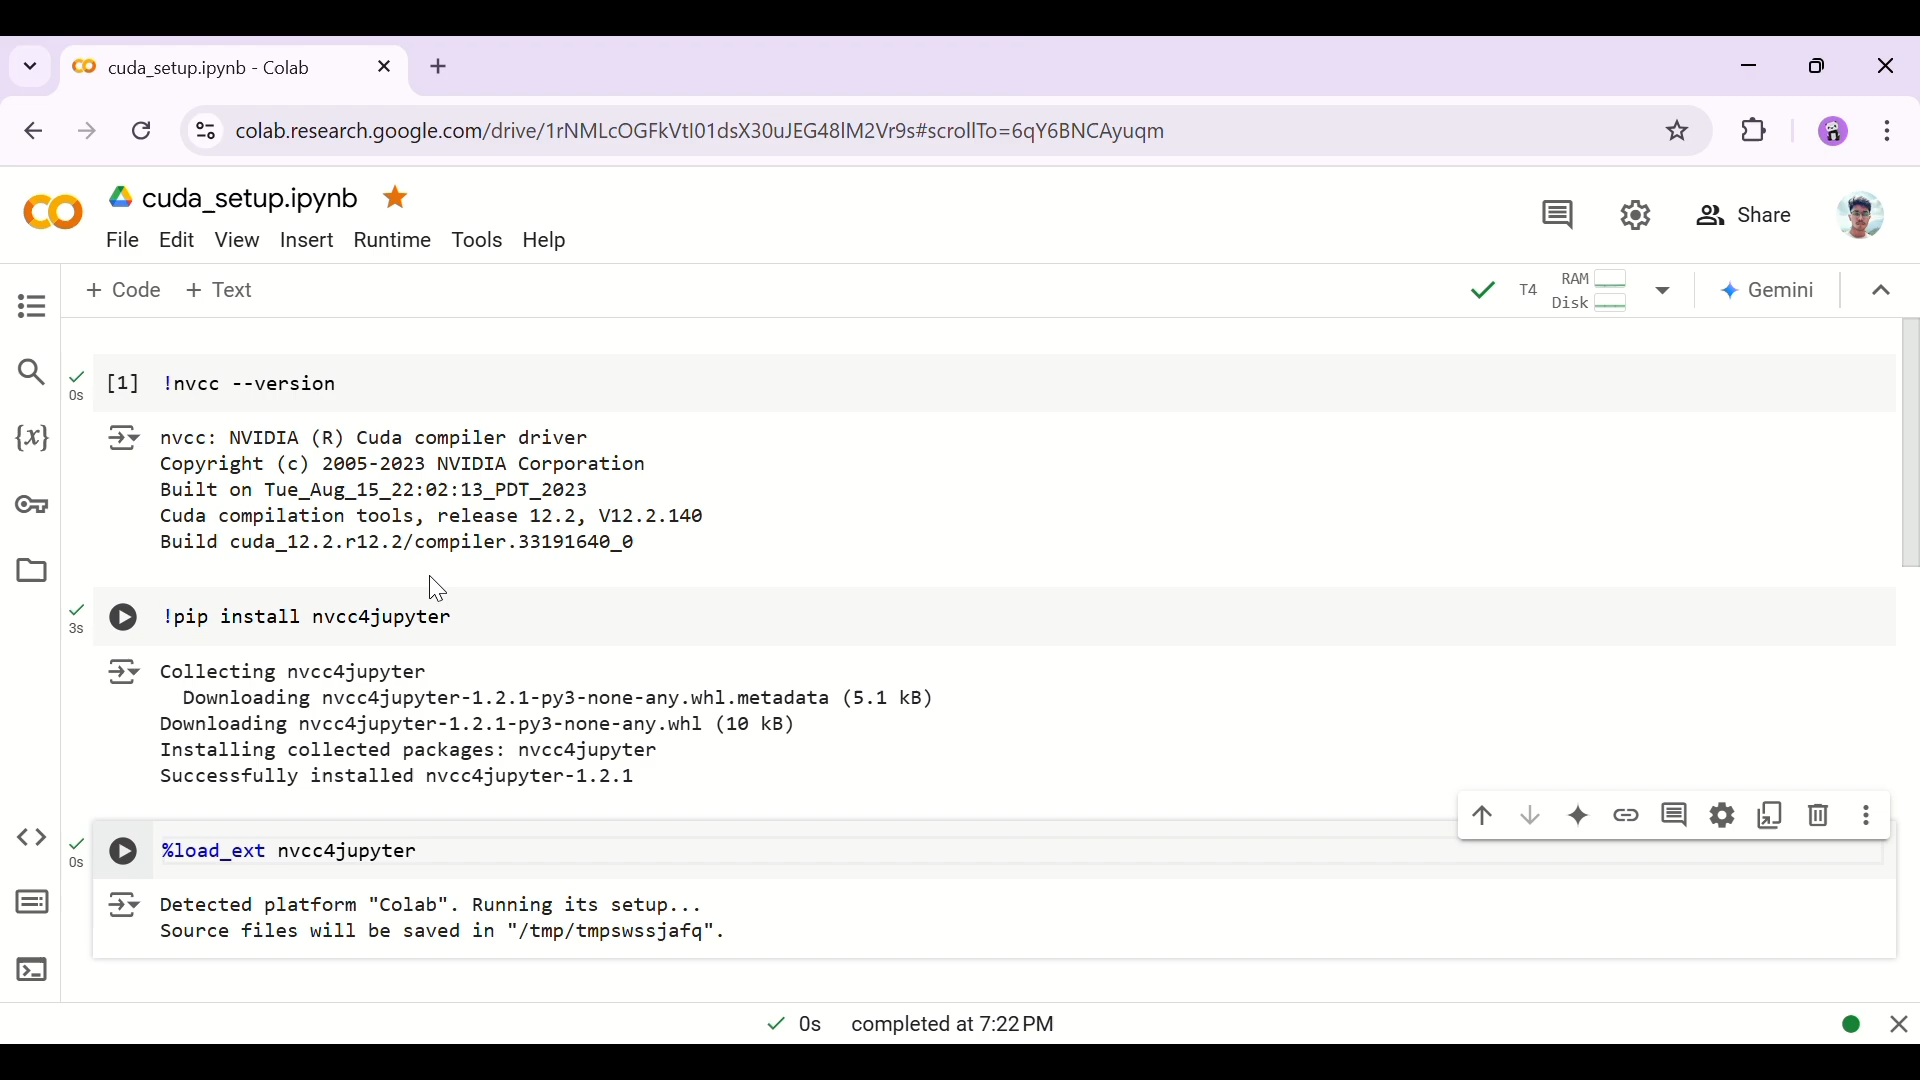 cuda_setup.ipynb - Colab
colab.research.google.com/drive/1rNMLcOGFkVtI01dsX30uJEG48IM2Vr9s#scrollTo=6qY6BNCAyuqm
cuda_setup.ipynb
File Edit View Insert Runtime Tools Help
Share
+ Code + Text
T4 RAM
Disk
Gemini
[1] !nvcc --version
0s
nvcc: NVIDIA (R) Cuda compiler driver
Copyright (c) 2005-2023 NVIDIA Corporation
Built on Tue_Aug_15_22:02:13_PDT_2023
Cuda compilation tools, release 12.2, V12.2.140
Build cuda_12.2.r12.2/compiler.33191640_0
!pip install nvcc4jupyter
3s
Collecting nvcc4jupyter
Downloading nvcc4jupyter-1.2.1-py3-none-any.whl.metadata (5.1 kB)
Downloading nvcc4jupyter-1.2.1-py3-none-any.whl (10 kB)
Installing collected packages: nvcc4jupyter
Successfully installed nvcc4jupyter-1.2.1
%load_ext nvcc4jupyter
0s
Detected platform "Colab". Running its setup...
Source files will be saved in "/tmp/tmpswssjafq".
0s completed at 7:22 PM